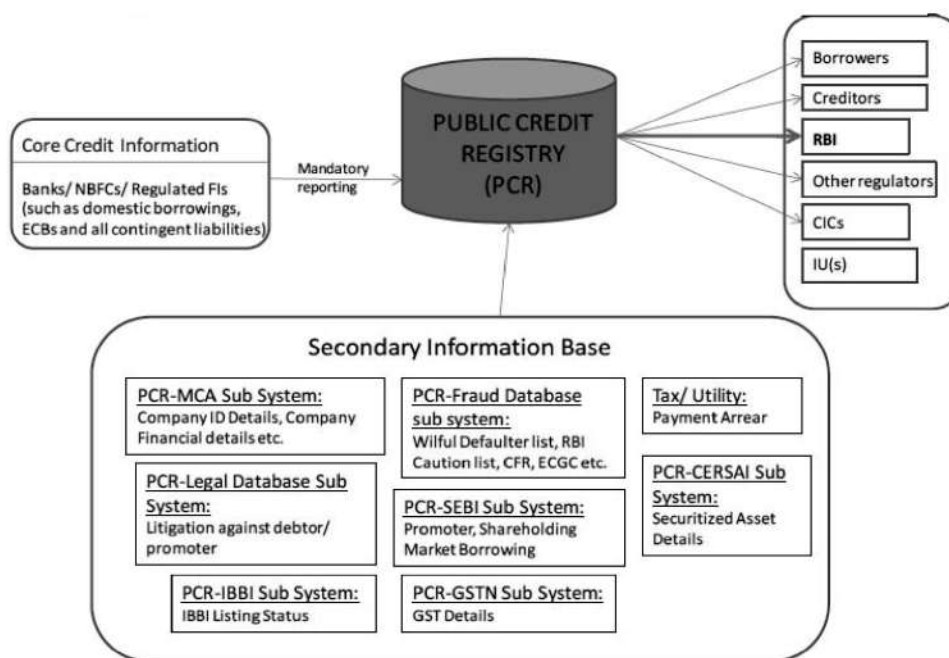 Core Credit Information
Banks/ NBFCs/ Regulated FIs
(such as domestic borrowings,
ECBs and all contingent liabilities)
Mandatory
reporting
PUBLIC CREDIT
REGISTRY
(PCR)
Borrowers
Creditors
RBI
Other regulators
CICs
IU(s)
Secondary Information Base
PCR-MCA Sub System:
Company ID Details, Company
Financial details etc.
PCR-Fraud Database
sub system:
Wilful Defaulter list, RBI
Caution list, CFR, ECGC etc.
Tax/ Utility:
Payment Arrear
PCR-Legal Database Sub
System:
Litigation against debtor/
promoter
PCR-SEBI Sub System:
Promoter, Shareholding
Market Borrowing
PCR-CERSAI Sub
System:
Securitized Asset
Details
PCR-IBBI Sub System:
IBBI Listing Status
PCR-GSTN Sub System:
GST Details